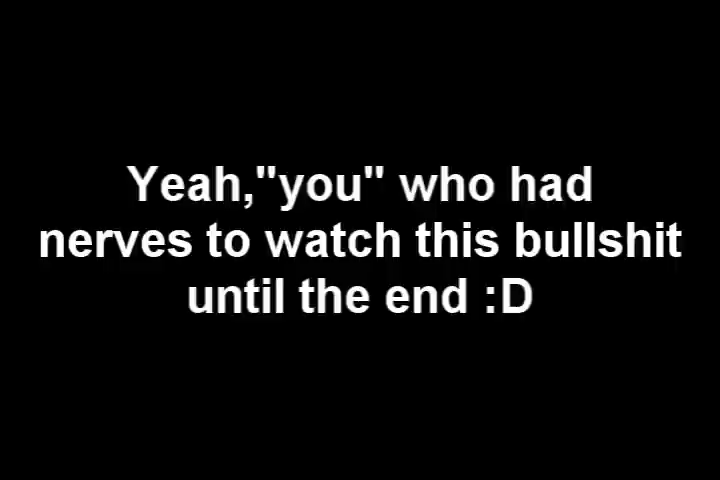 Yeah,"you" who had
nerves to watch this bullshit
until the end :D